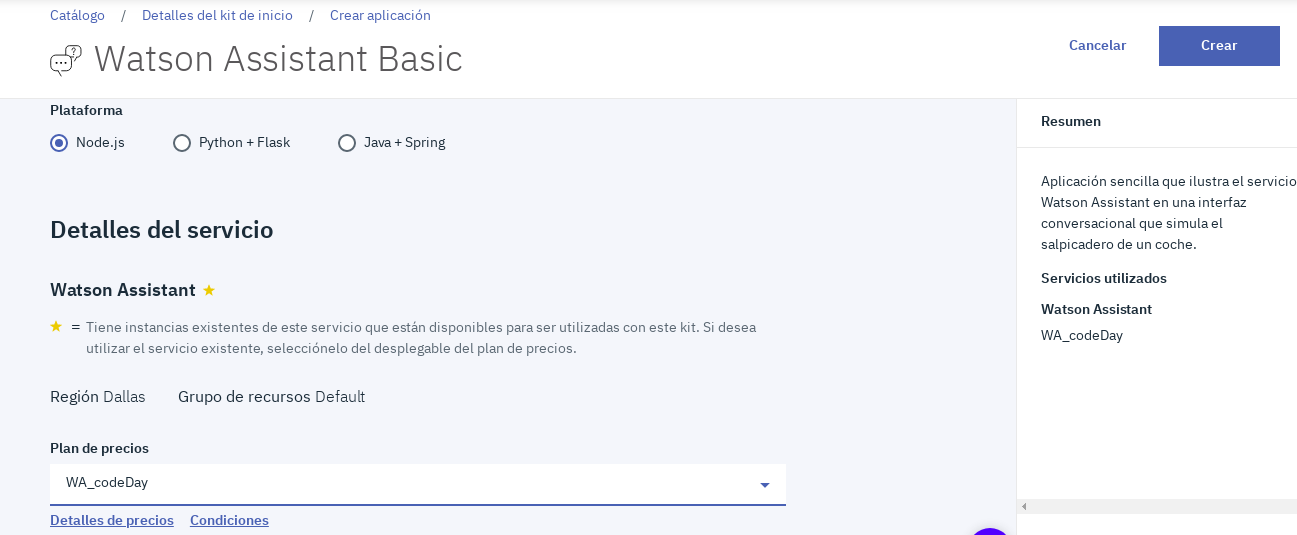 Catálogo / Detalles del kit de inicio / Crear aplicación
Watson Assistant Basic
Cancelar
Crear
Plataforma
Node.js
Python + Flask
Java + Spring
Detalles del servicio
Watson Assistant
= Tiene instancias existentes de este servicio que están disponibles para ser utilizadas con este kit. Si desea
utilizar el servicio existente, selecciónelo del desplegable del plan de precios.
Región Dallas
Grupo de recursos Default
Plan de precios
WA_codeDay
Detalles de precios
Condiciones
Resumen
Aplicación sencilla que ilustra el servicio
Watson Assistant en una interfaz
conversacional que simula el
salpicadero de un coche.
Servicios utilizados
Watson Assistant
WA_codeDay